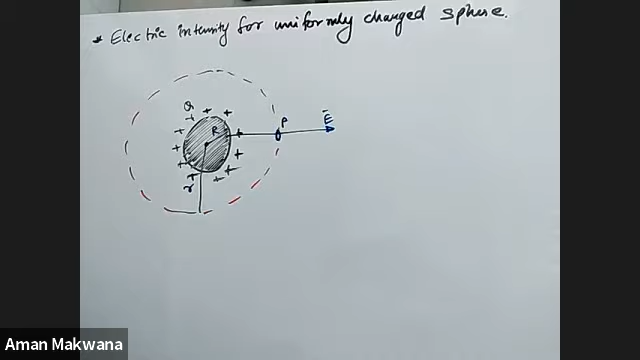 * Electric intensity for uniformly charged sphere.
Q
R
P
E
r
Aman Makwana